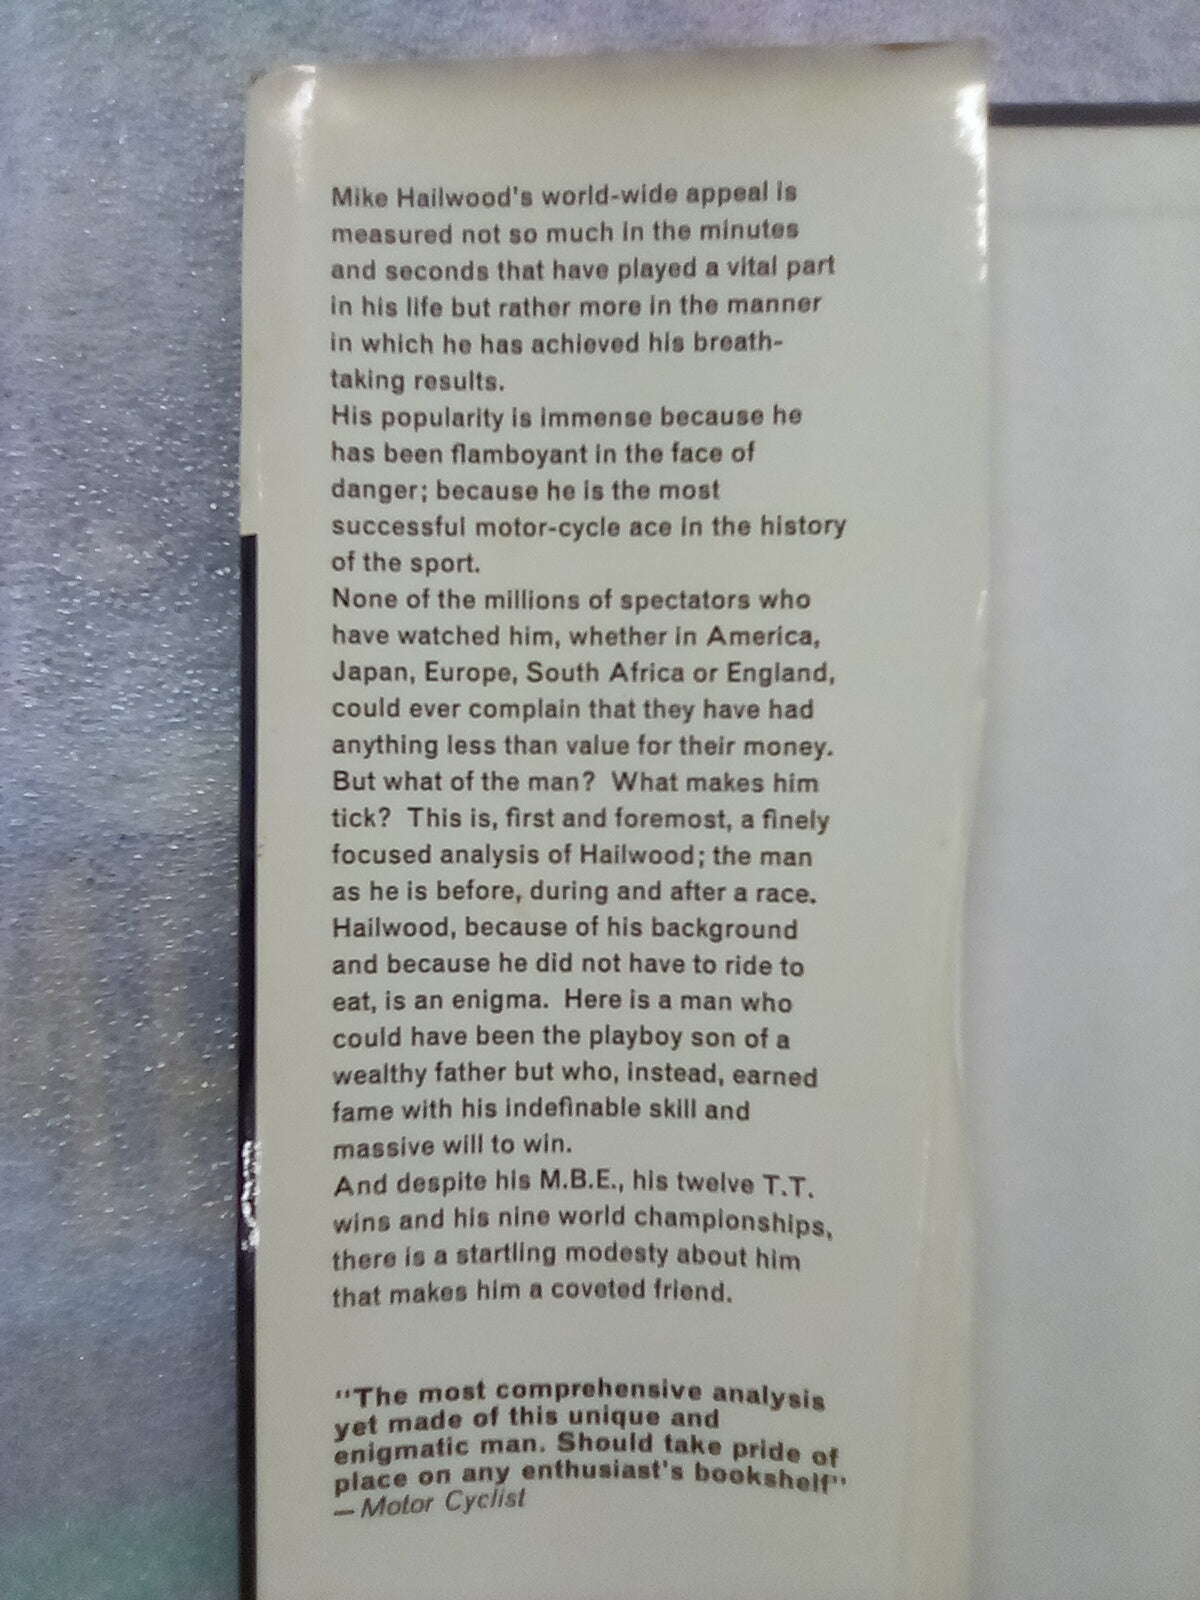 Mike Hailwood's world-wide appeal is
measured not so much in the minutes
and seconds that have played a vital part
in his life but rather more in the manner
in which he has achieved his breath-
taking results.
His popularity is immense because he
has been flamboyant in the face of
danger; because he is the most
successful motor-cycle ace in the history
of the sport.
None of the millions of spectators who
have watched him, whether in America,
Japan, Europe, South Africa or England,
could ever complain that they have had
anything less than value for their money.
But what of the man? What makes him
tick? This is, first and foremost, a finely
focused analysis of Hailwood; the man
as he is before, during and after a race.
Hailwood, because of his background
and because he did not have to ride to
eat, is an enigma. Here is a man who
could have been the playboy son of a
wealthy father but who, instead, earned
fame with his indefinable skill and
massive will to win.
And despite his M.B.E., his twelve T.T.
wins and his nine world championships,
there is a startling modesty about him
that makes him a coveted friend.
"The most comprehensive analysis
yet made of this unique and
enigmatic man. Should take pride of
place on any enthusiast's bookshelf"
—Motor Cyclist